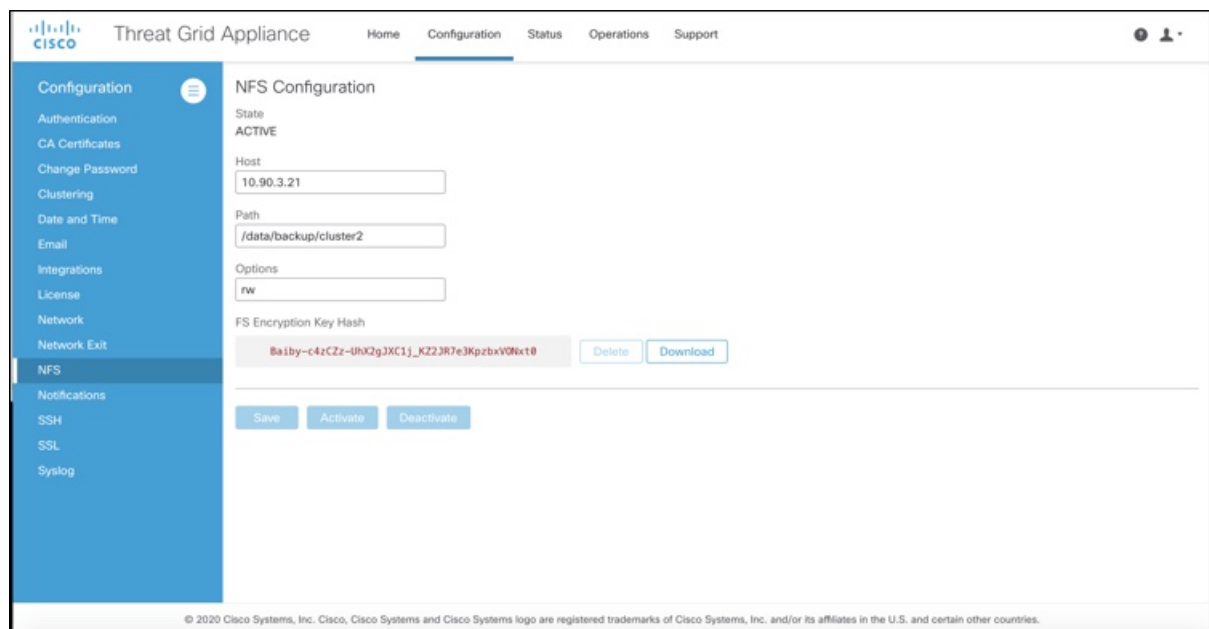 CISCO
Threat Grid Appliance
Home Configuration Status Operations Support
Configuration
Authentication
CA Certificates
Change Password
Clustering
Date and Time
Email
Integrations
License
Network
Network Exit
NFS
Notifications
SSH
SSL
Syslog
NFS Configuration
State
ACTIVE
Host
10.90.3.21
Path
/data/backup/cluster2
Options
rw
FS Encryption Key Hash
Baiby-c4zCZz-UhX2gJXC1j_KZ2JR7e3KpzbxVONxt0 Delete Download
Save Activate Deactivate
© 2020 Cisco Systems, Inc. Cisco, Cisco Systems and Cisco Systems logo are registered trademarks of Cisco Systems, Inc. and/or its affiliates in the U.S. and certain other countries.